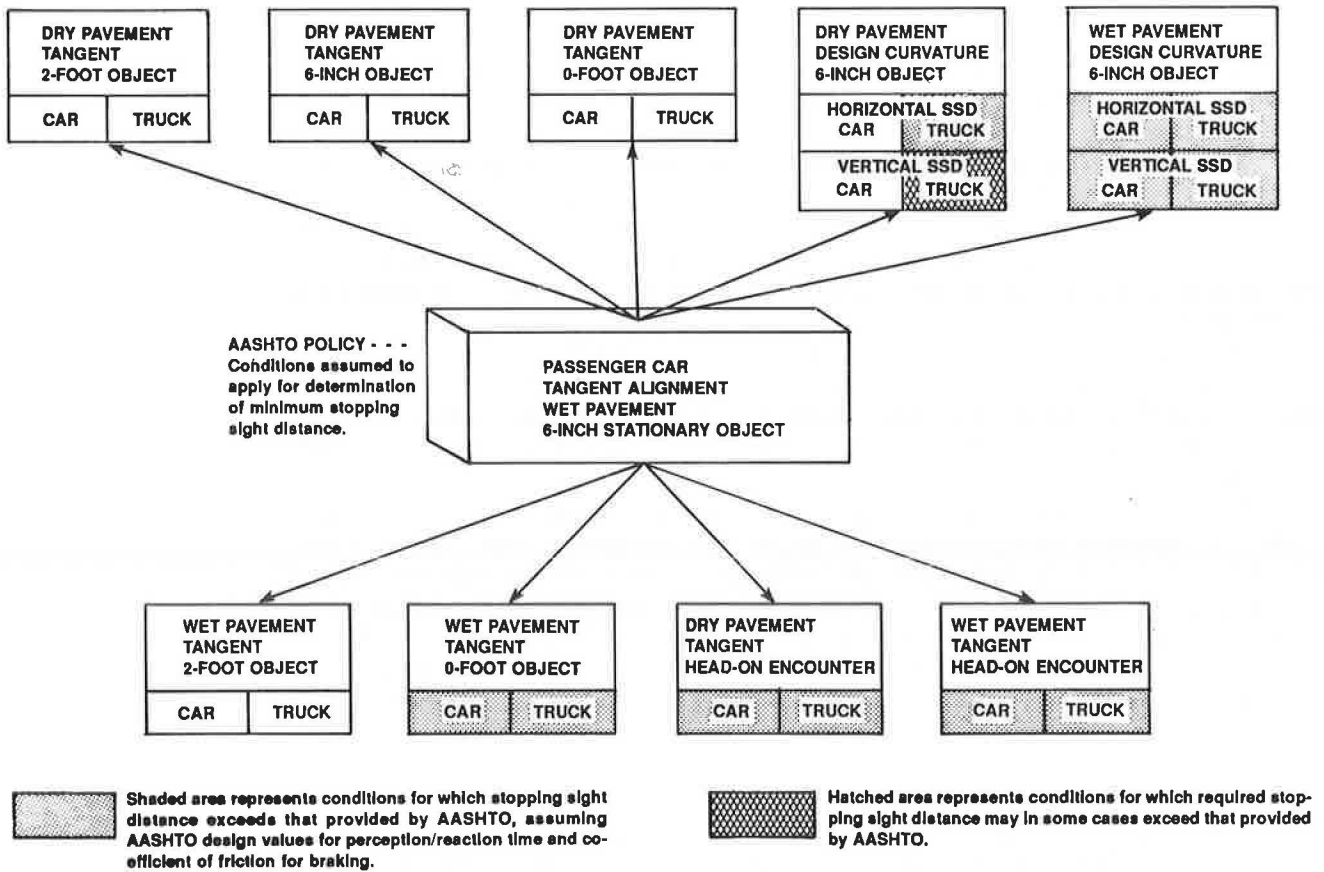 DRY PAVEMENT
TANGENT
2-FOOT OBJECT
CAR
TRUCK
DRY PAVEMENT
TANGENT
6-INCH OBJECT
CAR
TRUCK
DRY PAVEMENT
TANGENT
0-FOOT OBJECT
CAR
TRUCK
DRY PAVEMENT
DESIGN CURVATURE
6-INCH OBJECT
HORIZONTAL SSD
CAR
TRUCK
VERTICAL SSD
CAR
TRUCK
WET PAVEMENT
DESIGN CURVATURE
6-INCH OBJECT
HORIZONTAL SSD
CAR
TRUCK
VERTICAL SSD
CAR
TRUCK
AASHTO POLICY - - -
Conditions assumed to
apply for determination
of minimum stopping
sight distance.
PASSENGER CAR
TANGENT ALIGNMENT
WET PAVEMENT
6-INCH STATIONARY OBJECT
WET PAVEMENT
TANGENT
2-FOOT OBJECT
CAR
TRUCK
WET PAVEMENT
TANGENT
0-FOOT OBJECT
CAR
TRUCK
DRY PAVEMENT
TANGENT
HEAD-ON ENCOUNTER
CAR
TRUCK
WET PAVEMENT
TANGENT
HEAD-ON ENCOUNTER
CAR
TRUCK
Shaded area represents conditions for which stopping sight
distance exceeds that provided by AASHTO, assuming
AASHTO design values for perception/reaction time and co-
efficient of friction for braking.
Hatched area represents conditions for which required stop-
ping sight distance may in some cases exceed that provided
by AASHTO.